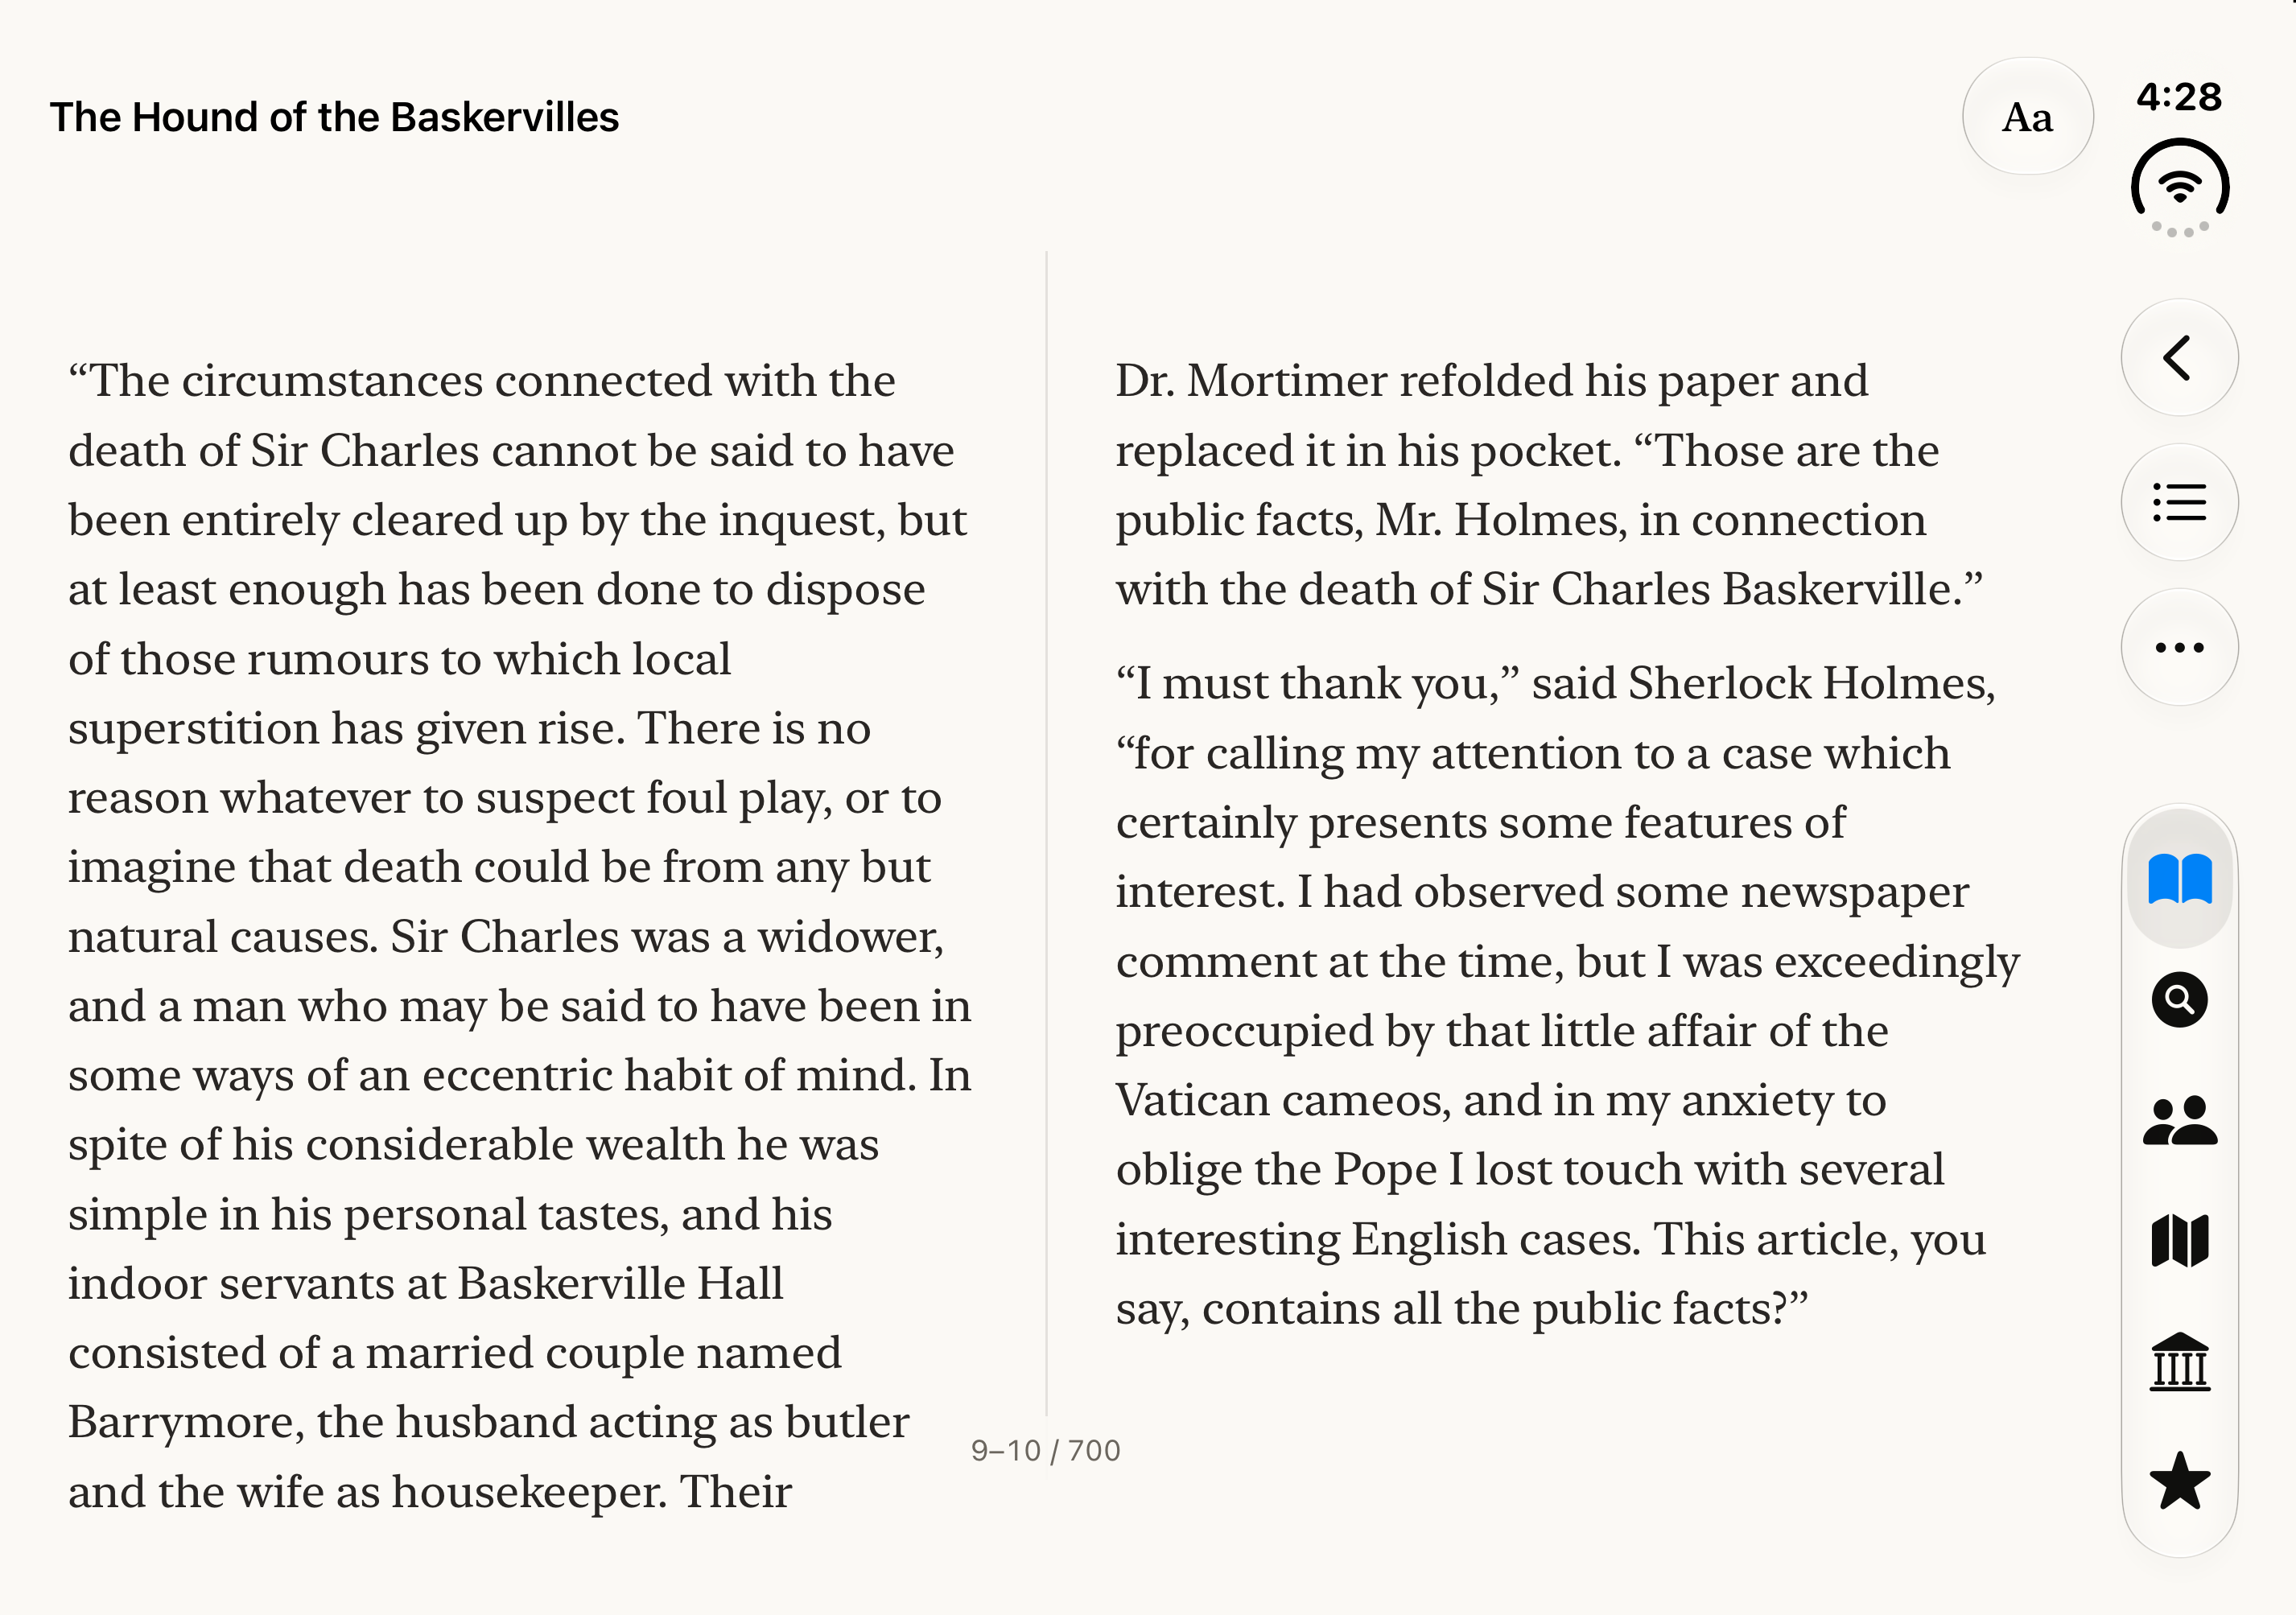 The Hound of the Baskervilles
Aa
4:28
“The circumstances connected with the
death of Sir Charles cannot be said to have
been entirely cleared up by the inquest, but
at least enough has been done to dispose
of those rumours to which local
superstition has given rise. There is no
reason whatever to suspect foul play, or to
imagine that death could be from any but
natural causes. Sir Charles was a widower,
and a man who may be said to have been in
some ways of an eccentric habit of mind. In
spite of his considerable wealth he was
simple in his personal tastes, and his
indoor servants at Baskerville Hall
consisted of a married couple named
Barrymore, the husband acting as butler
and the wife as housekeeper. Their
Dr. Mortimer refolded his paper and
replaced it in his pocket. “Those are the
public facts, Mr. Holmes, in connection
with the death of Sir Charles Baskerville.”
“I must thank you,” said Sherlock Holmes,
“for calling my attention to a case which
certainly presents some features of
interest. I had observed some newspaper
comment at the time, but I was exceedingly
preoccupied by that little affair of the
Vatican cameos, and in my anxiety to
oblige the Pope I lost touch with several
interesting English cases. This article, you
say, contains all the public facts?”
9–10 / 700